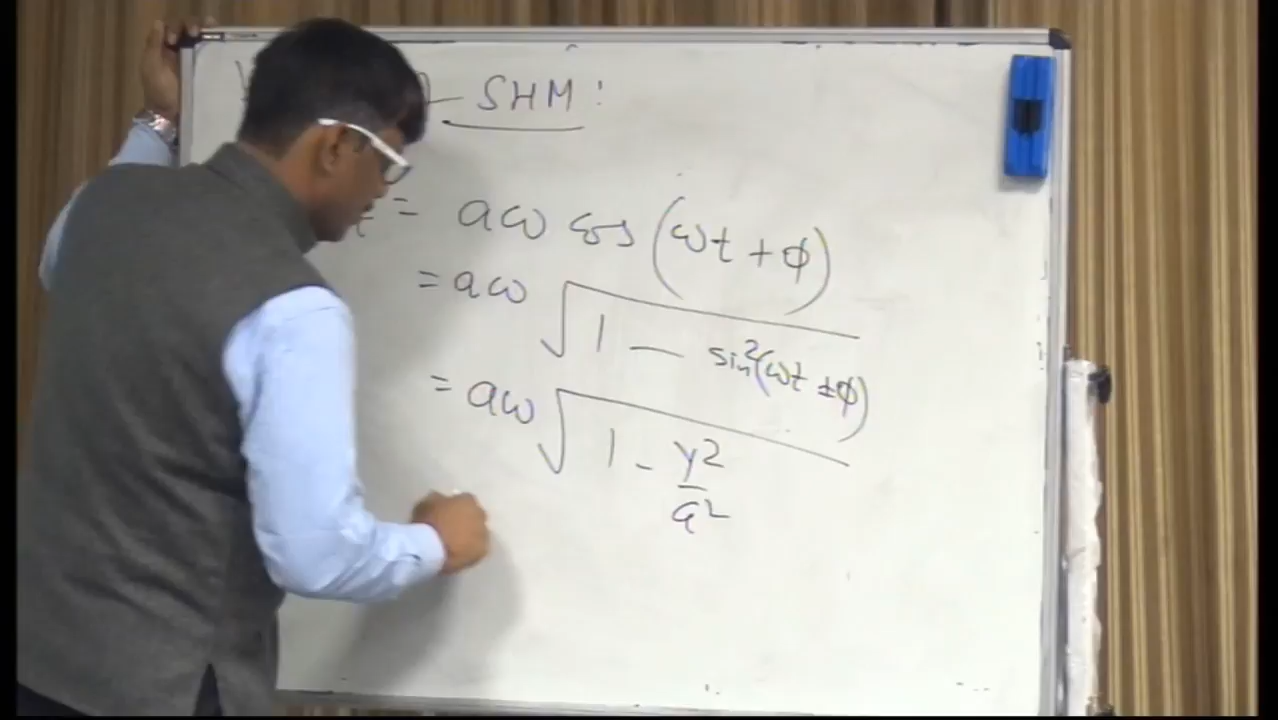 SHM :
= aω cos (ωt + φ)
= aω √1 — sin²(ωt ±φ)
= aω √1 - y²/a²